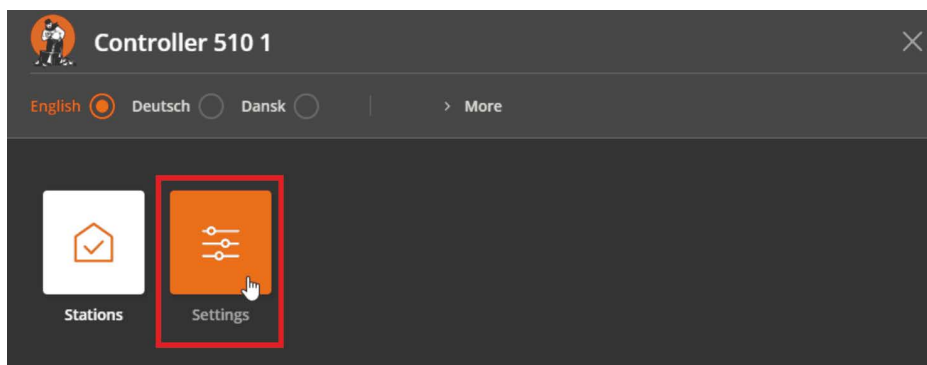 Controller 510 1
English Deutsch Dansk > More
Stations Settings